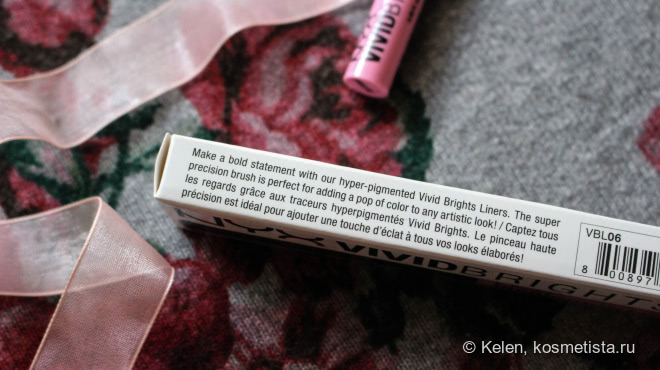 VIVIDBR
Make a bold statement with our hyper-pigmented Vivid Brights Liners. The super
precision brush is perfect for adding a pop of color to any artistic look! / Captez tous
les regards grâce aux traceurs hyperpigmentés Vivid Brights. Le pinceau haute
précision est idéal pour ajouter une touche d'éclat à tous vos looks élaborés!
VBL06
8 00897
NYX VIVIDBRIGHTS
© Kelen, kosmetista.ru